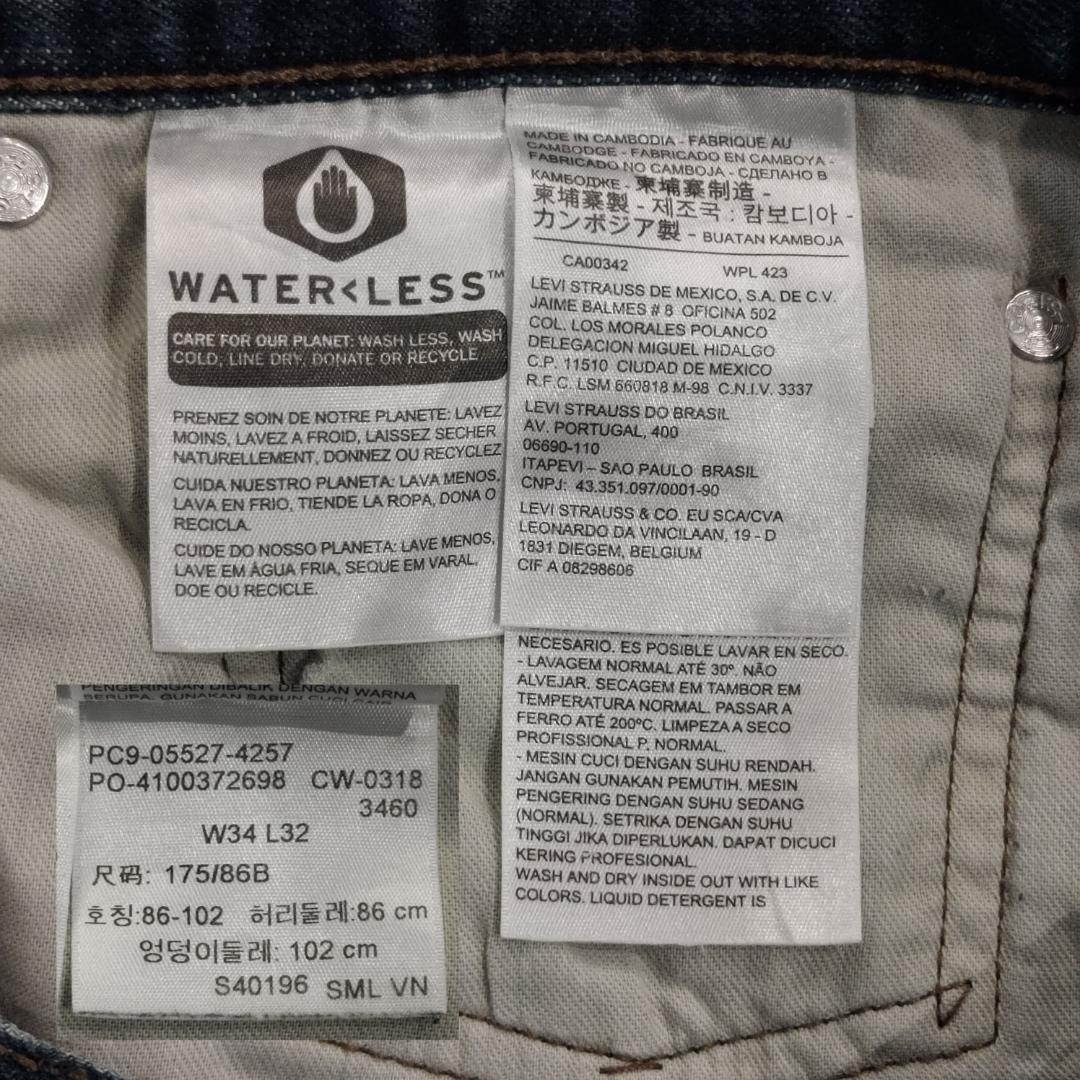 WATER<LESS™
CARE FOR OUR PLANET: WASH LESS, WASH
COLD, LINE DRY, DONATE OR RECYCLE
PRENEZ SOIN DE NOTRE PLANETE: LAVEZ
MOINS, LAVEZ A FROID, LAISSEZ SECHER
NATURELLEMENT, DONNEZ OU RECYCLEZ
CUIDA NUESTRO PLANETA: LAVA MENOS,
LAVA EN FRIO, TIENDE LA ROPA, DONA O
RECICLA.
CUIDE DO NOSSO PLANETA: LAVE MENOS,
LAVE EM ÁGUA FRIA, SEQUE EM VARAL,
DOE OU RECICLE.
MADE IN CAMBODIA - FABRIQUE AU
CAMBODGE - FABRICADO EN CAMBOYA -
FABRICADO NO CAMBOJA - СДЕЛАНО В
КАМБОДЖЕ - 柬埔寨制造 -
柬埔寨製 - 제조국 : 캄보디아 -
カンボジア製 - BUATAN KAMBOJA
CA00342 WPL 423
LEVI STRAUSS DE MEXICO, S.A. DE C.V.
JAIME BALMES # 8 OFICINA 502
COL. LOS MORALES POLANCO
DELEGACION MIGUEL HIDALGO
C.P. 11510 CIUDAD DE MEXICO
R.F.C. LSM 660818 M-98 C.N.I.V. 3337
LEVI STRAUSS DO BRASIL
AV. PORTUGAL, 400
06690-110
ITAPEVI – SAO PAULO BRASIL
CNPJ: 43.351.097/0001-90
LEVI STRAUSS & CO. EU SCA/CVA
LEONARDO DA VINCILAAN, 19 - D
1831 DIEGEM, BELGIUM
CIF A 08298606
NECESARIO. ES POSIBLE LAVAR EN SECO.
- LAVAGEM NORMAL ATÉ 30º. NÃO
ALVEJAR. SECAGEM EM TAMBOR EM
TEMPERATURA NORMAL. PASSAR A
FERRO ATÉ 200ºC. LIMPEZA A SECO
PROFISSIONAL P, NORMAL.
- MESIN CUCI DENGAN SUHU RENDAH.
JANGAN GUNAKAN PEMUTIH. MESIN
PENGERING DENGAN SUHU SEDANG
(NORMAL). SETRIKA DENGAN SUHU
TINGGI JIKA DIPERLUKAN. DAPAT DICUCI
KERING PROFESIONAL.
WASH AND DRY INSIDE OUT WITH LIKE
COLORS. LIQUID DETERGENT IS
PENGERINGAN DIBALIK DENGAN WARNA
SERUPA. GUNAKAN SABUN CUCI CAIR
PC9-05527-4257
PO-4100372698 CW-0318
3460
W34 L32
尺码: 175/86B
호칭:86-102 허리둘레:86 cm
엉덩이둘레: 102 cm
S40196 SML VN